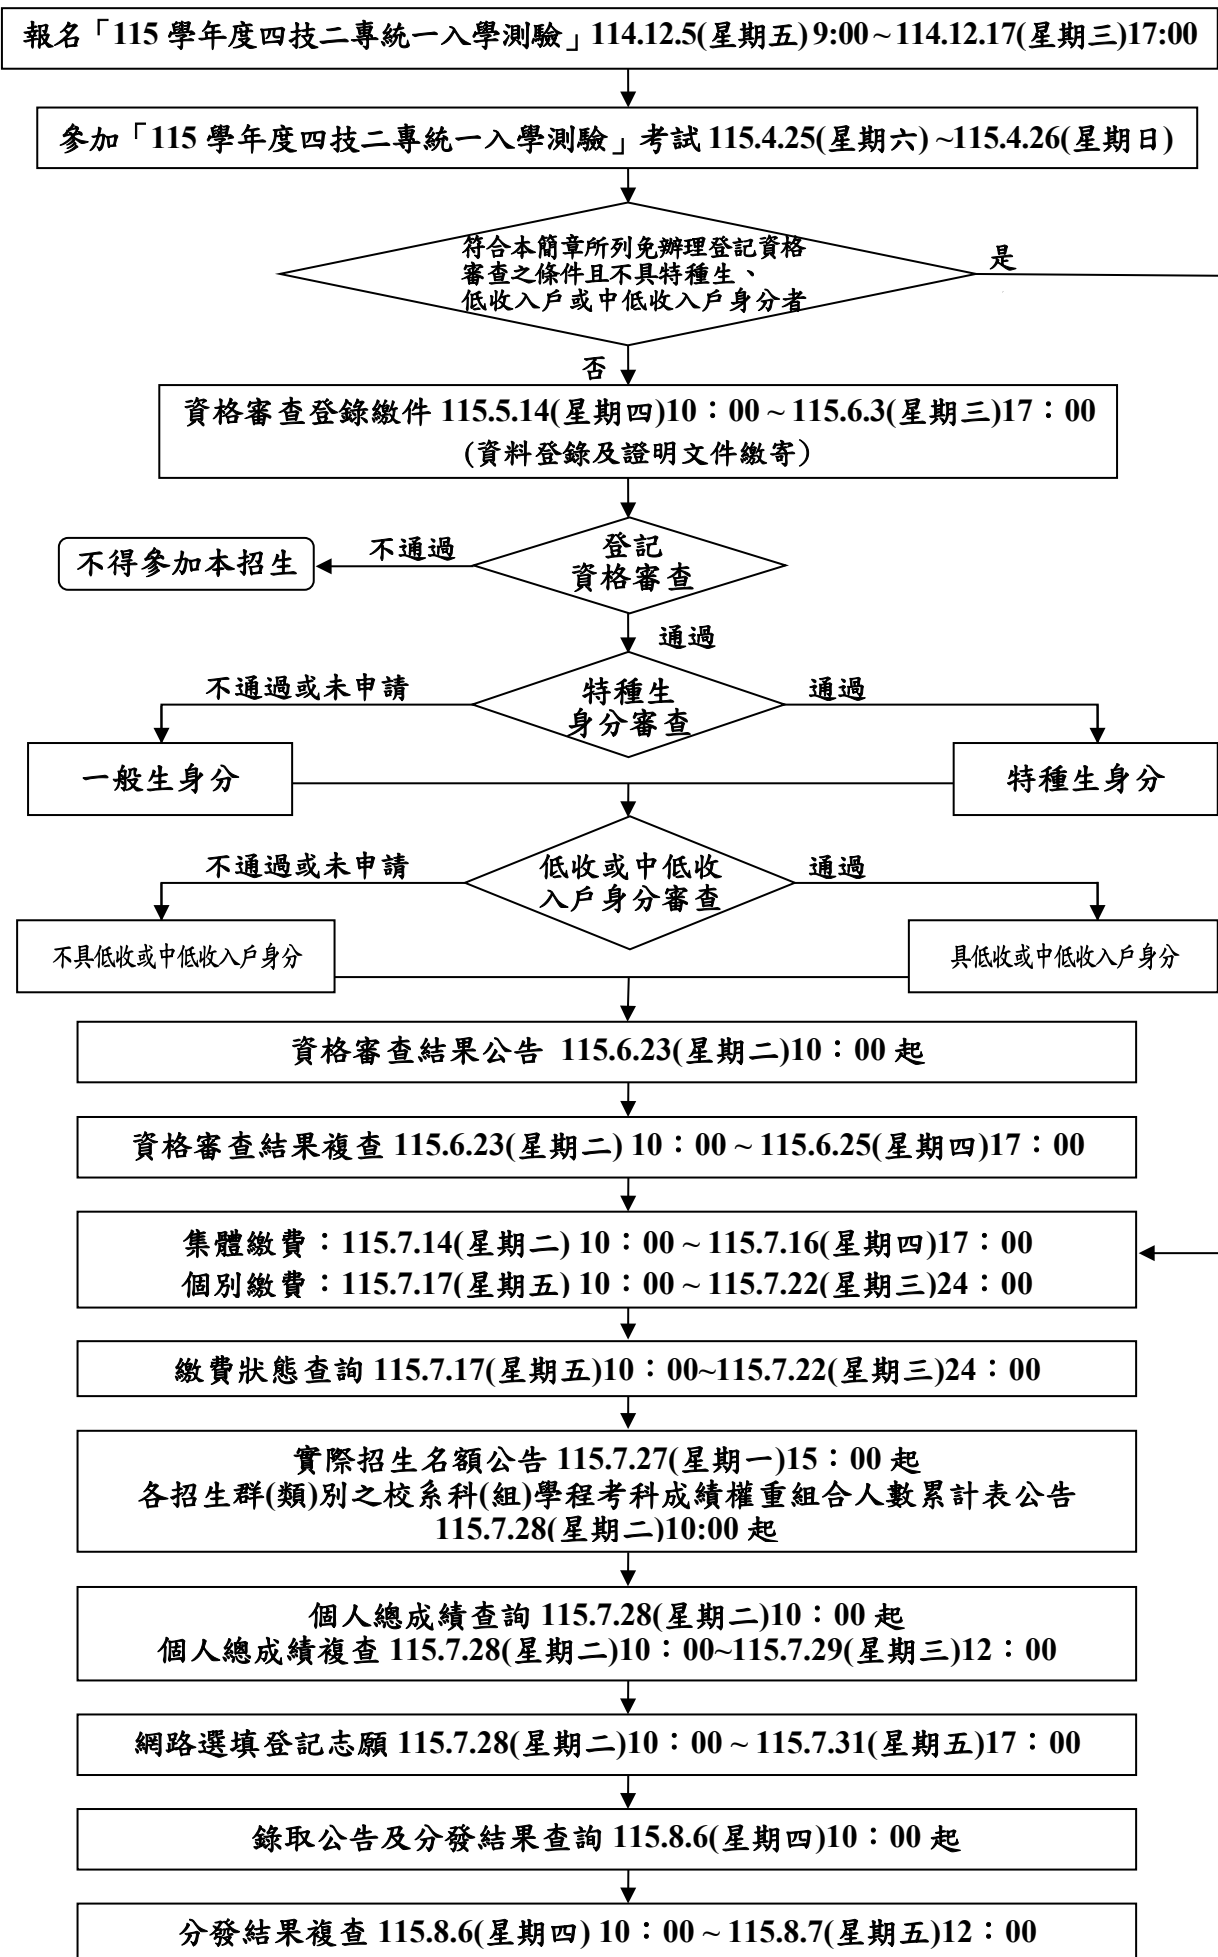 報名「115 學年度四技二專統一入學測驗」114.12.5(星期五) 9:00 ~ 114.12.17(星期三)17:00
參加「115 學年度四技二專統一入學測驗」考試 115.4.25(星期六) ~115.4.26(星期日)
符合本簡章所列免辦理登記資格
審查之條件且不具特種生、
低收入戶或中低收入戶身分者
是
否
資格審查登錄繳件 115.5.14(星期四)10：00 ~ 115.6.3(星期三)17：00
(資料登錄及證明文件繳寄)
登記
資格審查
不通過
不得參加本招生
通過
特種生
身分審查
不通過或未申請
通過
一般生身分
特種生身分
低收或中低收
入戶身分審查
不通過或未申請
通過
不具低收或中低收入戶身分
具低收或中低收入戶身分
資格審查結果公告 115.6.23(星期二)10：00 起
資格審查結果複查 115.6.23(星期二) 10：00 ~ 115.6.25(星期四)17：00
集體繳費：115.7.14(星期二) 10：00 ~ 115.7.16(星期四)17：00
個別繳費：115.7.17(星期五) 10：00 ~ 115.7.22(星期三)24：00
繳費狀態查詢 115.7.17(星期五)10：00~115.7.22(星期三)24：00
實際招生名額公告 115.7.27(星期一)15：00 起
各招生群(類)別之校系科(組)學程考科成績權重組合人數累計表公告
115.7.28(星期二)10:00 起
個人總成績查詢 115.7.28(星期二)10：00 起
個人總成績複查 115.7.28(星期二)10：00~115.7.29(星期三)12：00
網路選填登記志願 115.7.28(星期二)10：00 ~ 115.7.31(星期五)17：00
錄取公告及分發結果查詢 115.8.6(星期四)10：00 起
分發結果複查 115.8.6(星期四) 10：00 ~ 115.8.7(星期五)12：00